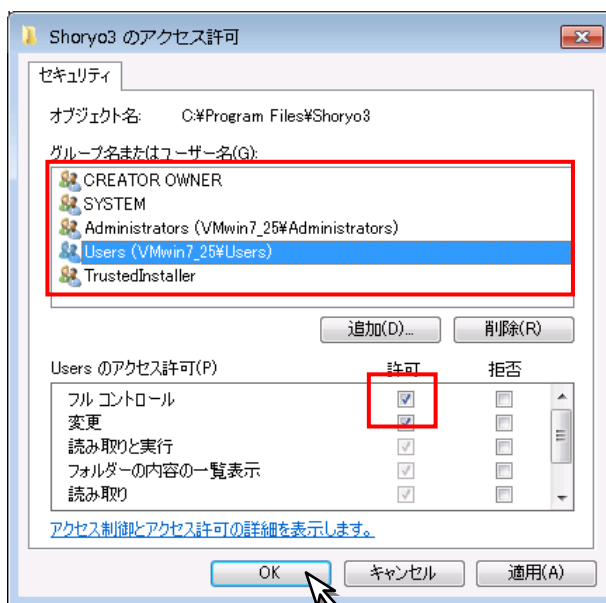 Shoryo3 のアクセス許可
セキュリティ
オブジェクト名: C:¥Program Files¥Shoryo3
グループ名またはユーザー名(G):
CREATOR OWNER
SYSTEM
Administrators (VMwin7_25¥Administrators)
Users (VMwin7_25¥Users)
TrustedInstaller
追加(D)... 削除(R)
Users のアクセス許可(P) 許可 拒否
フル コントロール
変更
読み取りと実行
フォルダーの内容の一覧表示
読み取り
アクセス制御とアクセス許可の詳細を表示します。
OK キャンセル 適用(A)